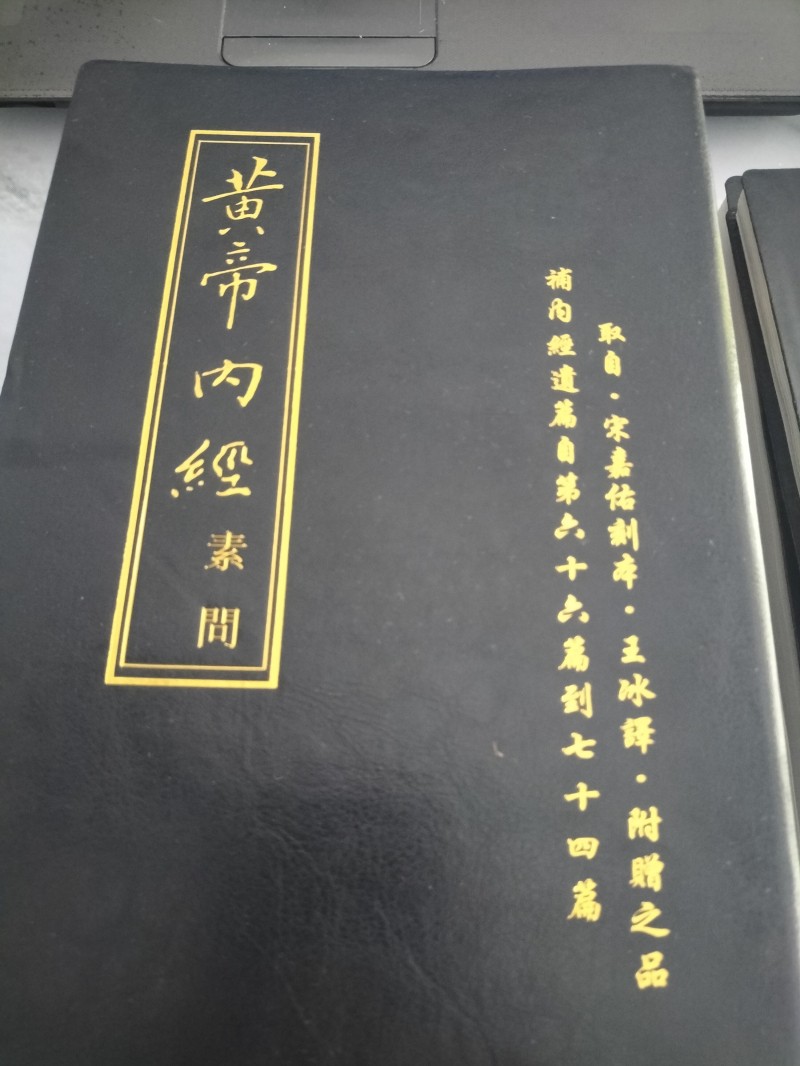 取自·宋嘉佑刻本·王冰譯·附贈之品
補內經遺篇自第六十六篇到七十四篇
黃帝內經 素問